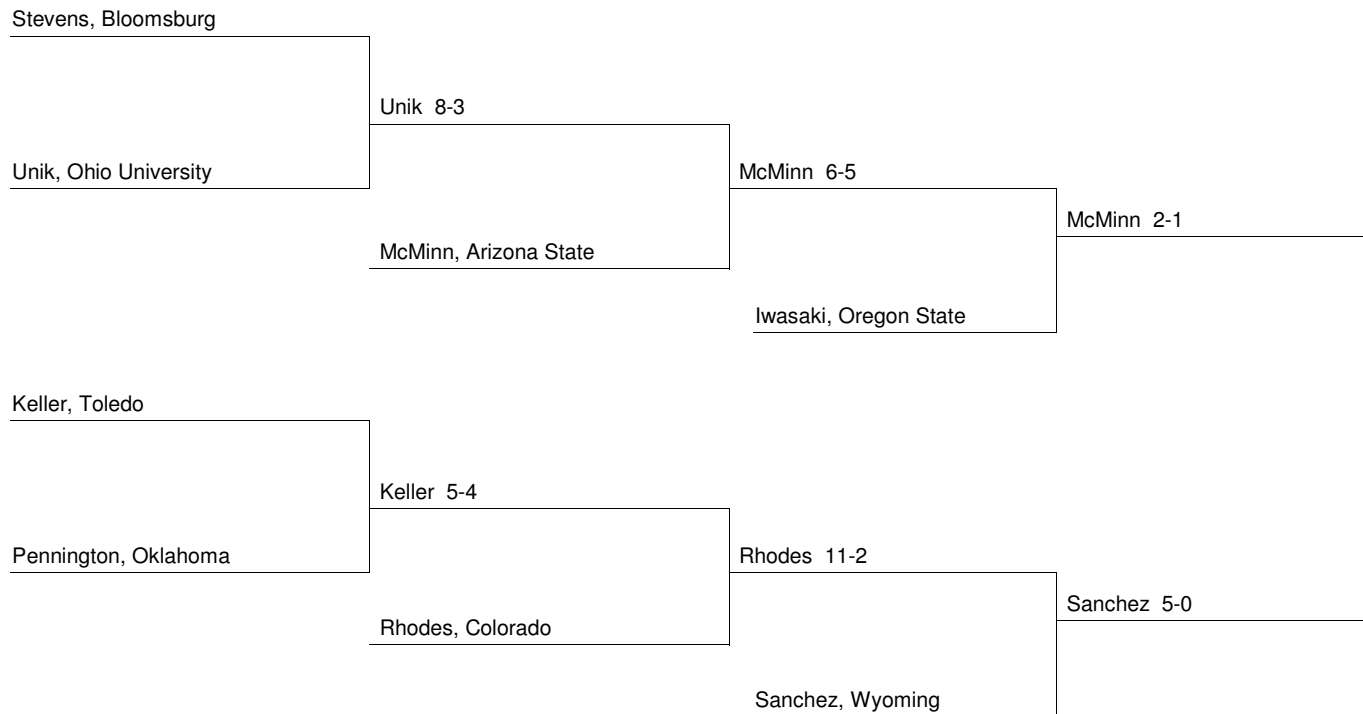 Stevens, Bloomsburg
Unik 8-3
Unik, Ohio University
McMinn 6-5
McMinn 2-1
McMinn, Arizona State
Iwasaki, Oregon State
Keller, Toledo
Keller 5-4
Pennington, Oklahoma
Rhodes 11-2
Sanchez 5-0
Rhodes, Colorado
Sanchez, Wyoming